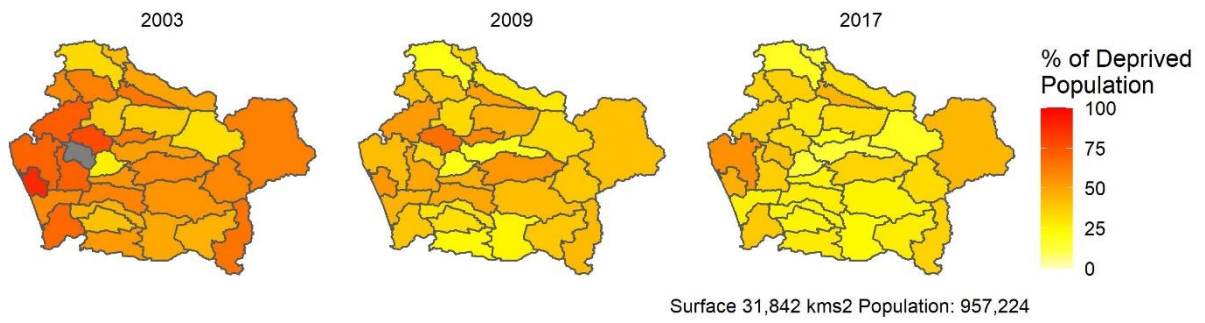 2003
2009
2017
% of Deprived
Population
100
75
50
25
0
Surface 31,842 kms2 Population: 957,224